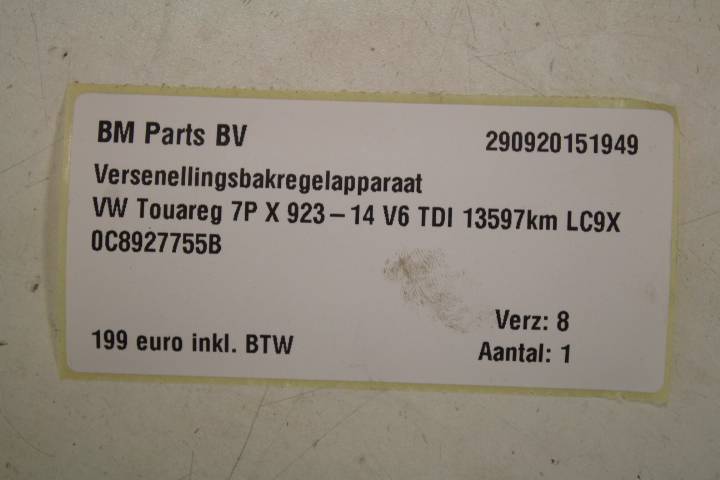 BM Parts BV 290920151949
Versenellingsbakregelapparaat
VW Touareg 7P X 923-14 V6 TDI 13597km LC9X
0C8927755B
Verz: 8
199 euro inkl. BTW Aantal: 1